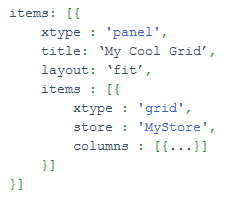 items: [{
    xtype : 'panel',
    title: ‘My Cool Grid’,
    layout: ‘fit’,
    items : [{
        xtype : 'grid',
        store : 'MyStore',
        columns : [{...}]
    }]
}]